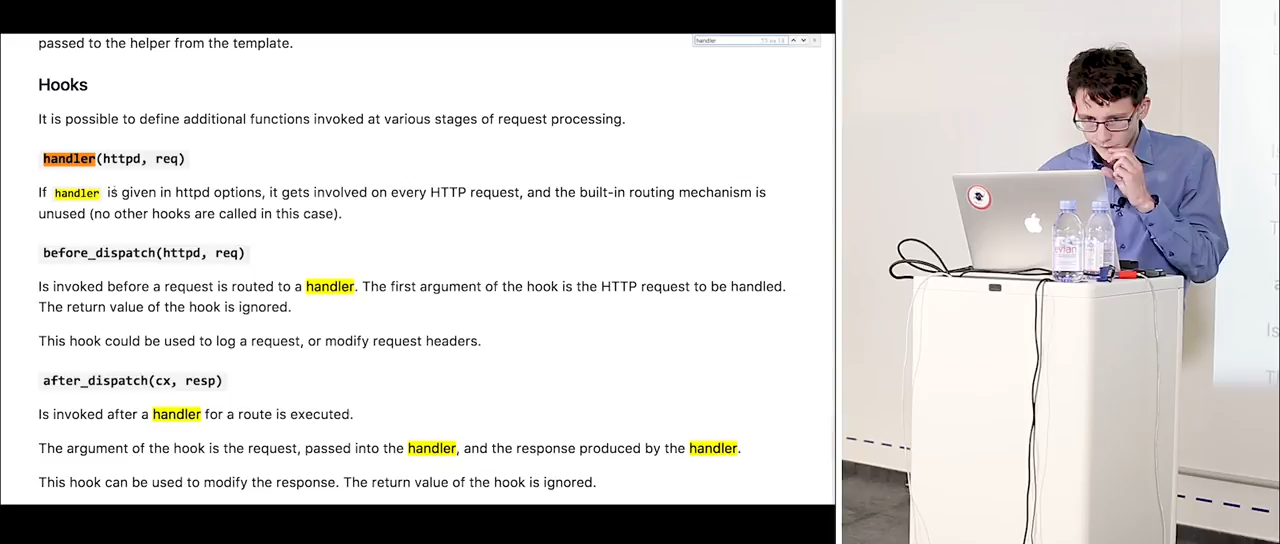 passed to the helper from the template.
handler
Hooks
It is possible to define additional functions invoked at various stages of request processing.
handler(httpd, req)
If handler is given in httpd options, it gets involved on every HTTP request, and the built-in routing mechanism is
unused (no other hooks are called in this case).
before_dispatch(httpd, req)
Is invoked before a request is routed to a handler. The first argument of the hook is the HTTP request to be handled.
The return value of the hook is ignored.
This hook could be used to log a request, or modify request headers.
after_dispatch(cx, resp)
Is invoked after a handler for a route is executed.
The argument of the hook is the request, passed into the handler, and the response produced by the handler.
This hook can be used to modify the response. The return value of the hook is ignored.
evian
Is